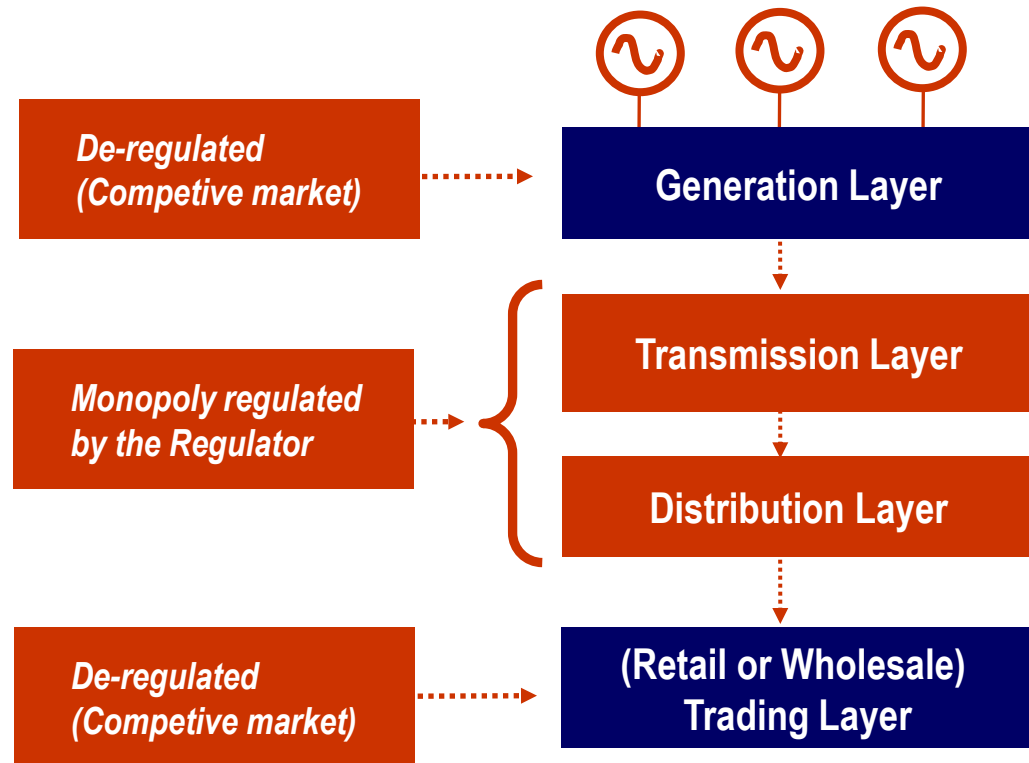 De-regulated
(Competive market)
Generation Layer
Transmission Layer
Monopoly regulated
by the Regulator
Distribution Layer
De-regulated
(Competive market)
(Retail or Wholesale)
Trading Layer